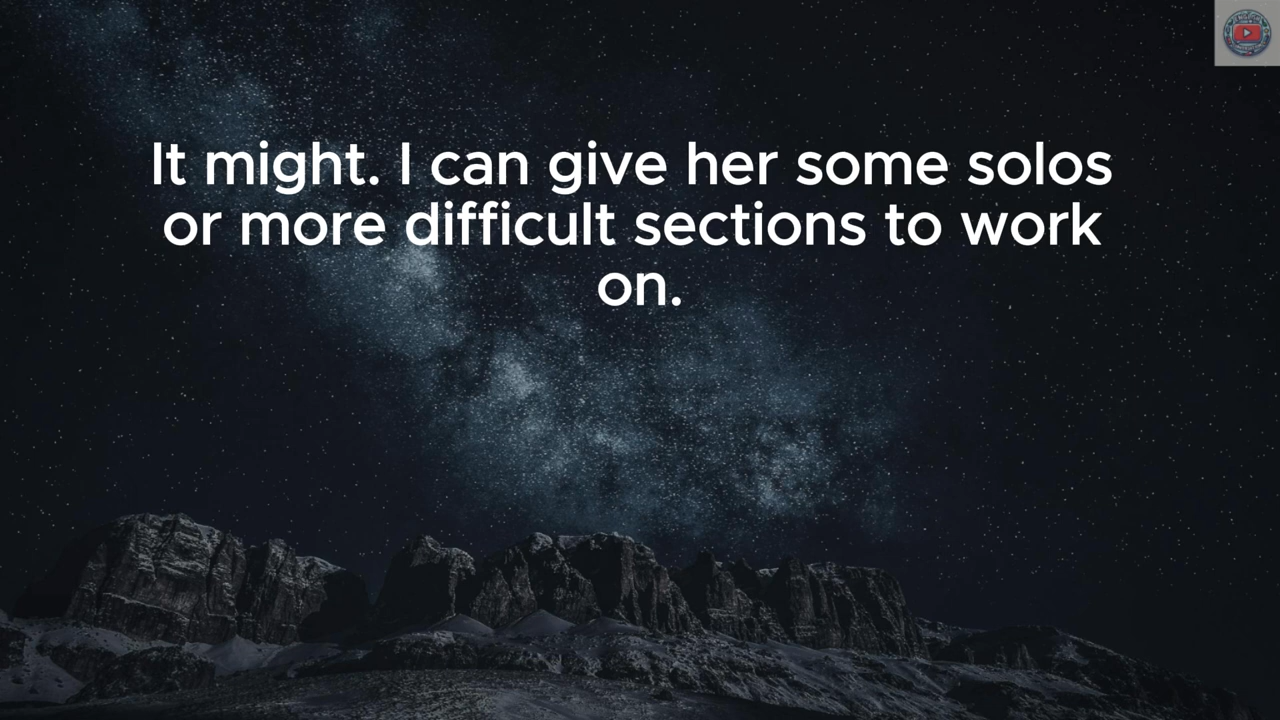 It might. I can give her some solos
or more difficult sections to work
on.